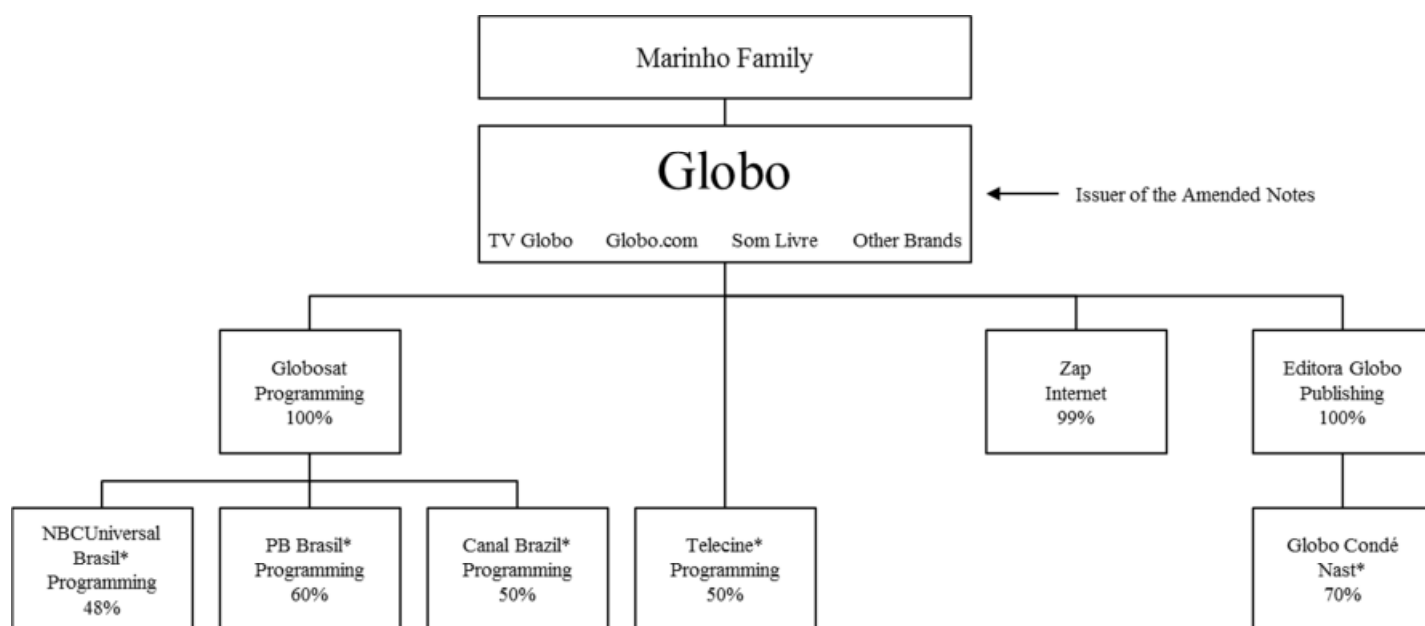 Marinho Family
Globo
TV Globo Globo.com Som Livre Other Brands
Issuer of the Amended Notes
Globosat
Programming
100%
Zap
Internet
99%
Editora Globo
Publishing
100%
NBCUniversal
Brasil*
Programming
48%
PB Brasil*
Programming
60%
Canal Brazil*
Programming
50%
Telecine*
Programming
50%
Globo Condé
Nast*
70%